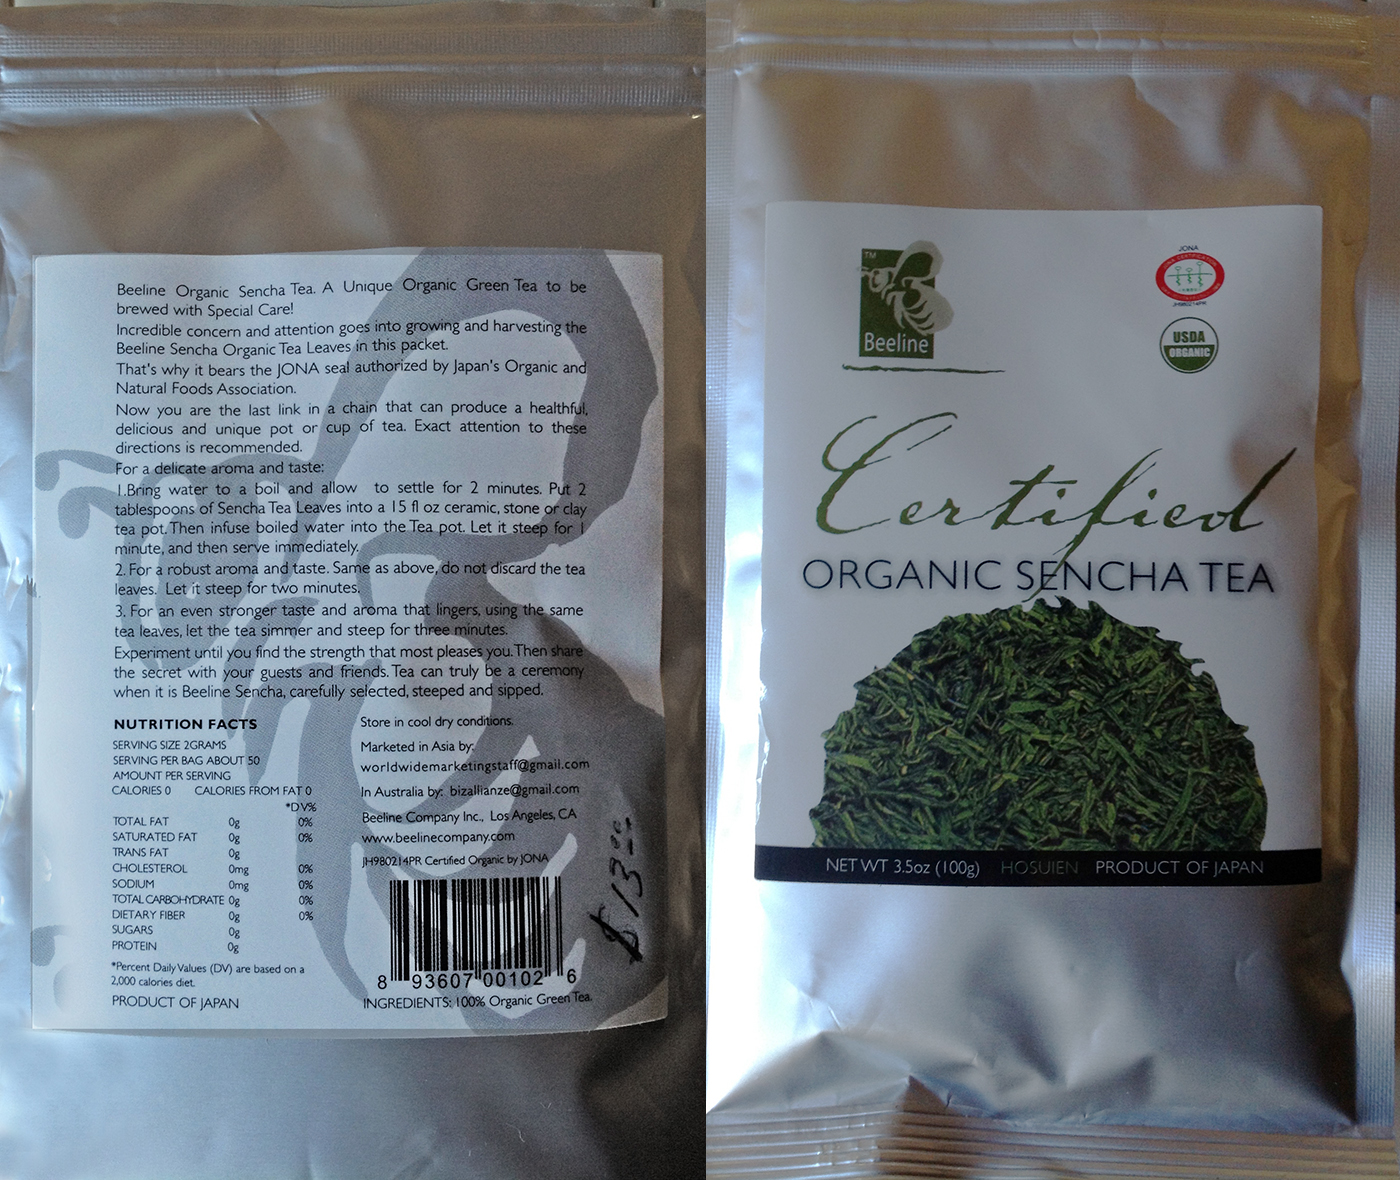 Beeline Organic Sencha Tea. A Unique Organic Green Tea to be
brewed with Special Care!
Incredible concern and attention goes into growing and harvesting the
Beeline Sencha Organic Tea Leaves in this packet.
That's why it bears the JONA seal authorized by Japan's Organic and
Natural Foods Association.
Now you are the last link in a chain that can produce a healthful,
delicious and unique pot or cup of tea. Exact attention to these
directions is recommended.
For a delicate aroma and taste:
1.Bring water to a boil and allow to settle for 2 minutes. Put 2
tablespoons of Sencha Tea Leaves into a 15 fl oz ceramic, stone or clay
tea pot. Then infuse boiled water into the Tea pot. Let it steep for 1
minute, and then serve immediately.
2. For a robust aroma and taste. Same as above, do not discard the tea
leaves. Let it steep for two minutes.
3. For an even stronger taste and aroma that lingers, using the same
tea leaves, let the tea simmer and steep for three minutes.
Experiment until you find the strength that most pleases you. Then share
the secret with your guests and friends. Tea can truly be a ceremony
when it is Beeline Sencha, carefully selected, steeped and sipped.
NUTRITION FACTS
SERVING SIZE 2GRAMS
SERVING PER BAG ABOUT 50
AMOUNT PER SERVING
CALORIES 0 CALORIES FROM FAT 0
*DV%
TOTAL FAT 0g 0%
SATURATED FAT 0g 0%
TRANS FAT 0g
CHOLESTEROL 0mg 0%
SODIUM 0mg 0%
TOTAL CARBOHYDRATE 0g 0%
DIETARY FIBER 0g 0%
SUGARS 0g
PROTEIN 0g
*Percent Daily Values (DV) are based on a
2,000 calories diet.
PRODUCT OF JAPAN
Store in cool dry conditions.
Marketed in Asia by:
worldwidemarketingstaff@gmail.com
In Australia by: bizallianze@gmail.com
Beeline Company Inc., Los Angeles, CA
www.beelinecompany.com
JH980214PR Certified Organic by JONA
8 93607 00102 6
INGREDIENTS: 100% Organic Green Tea.
$13.00
TM
Beeline
JONA
JONA CERTIFICATION
JH980214PR
USDA
ORGANIC
Certified
ORGANIC SENCHA TEA
NET WT 3.5oz (100g) HOSUIEN PRODUCT OF JAPAN